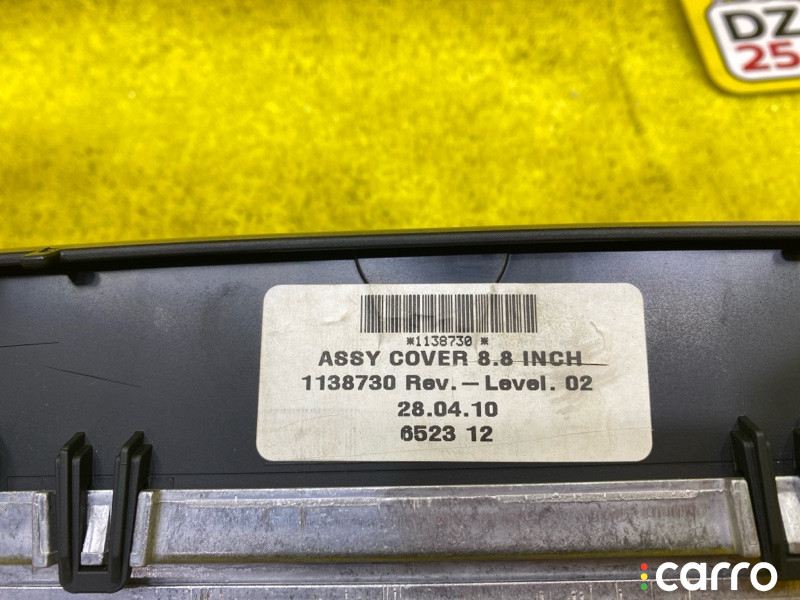 DZ
25
*1138730 *
ASSY COVER 8.8 INCH
1138730 Rev. - Level. 02
28.04.10
6523 12
carro